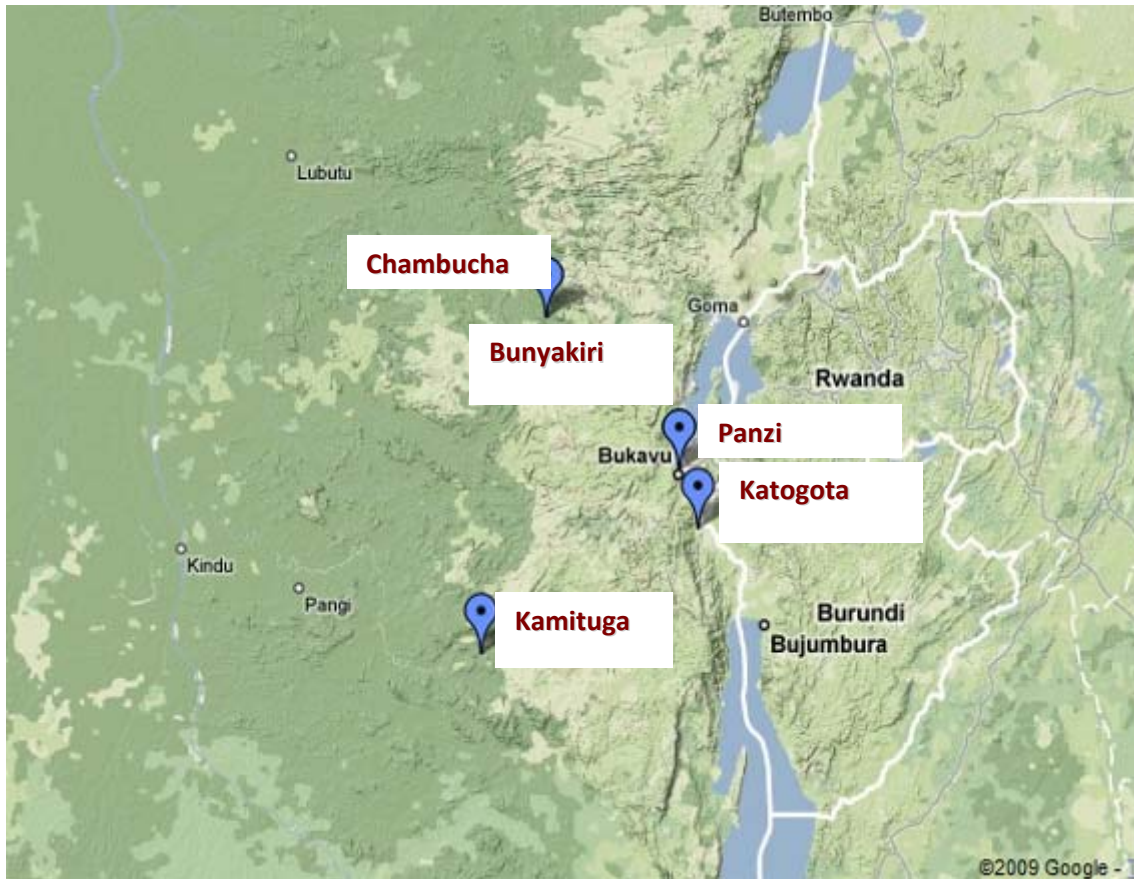 Butembo
Lubutu
Chambucha
Goma
Bunyakiri
Rwanda
Panzi
Bukavu
Katogota
Kindu
Pangi
Kamituga
Burundi
Bujumbura
©2009 Google -